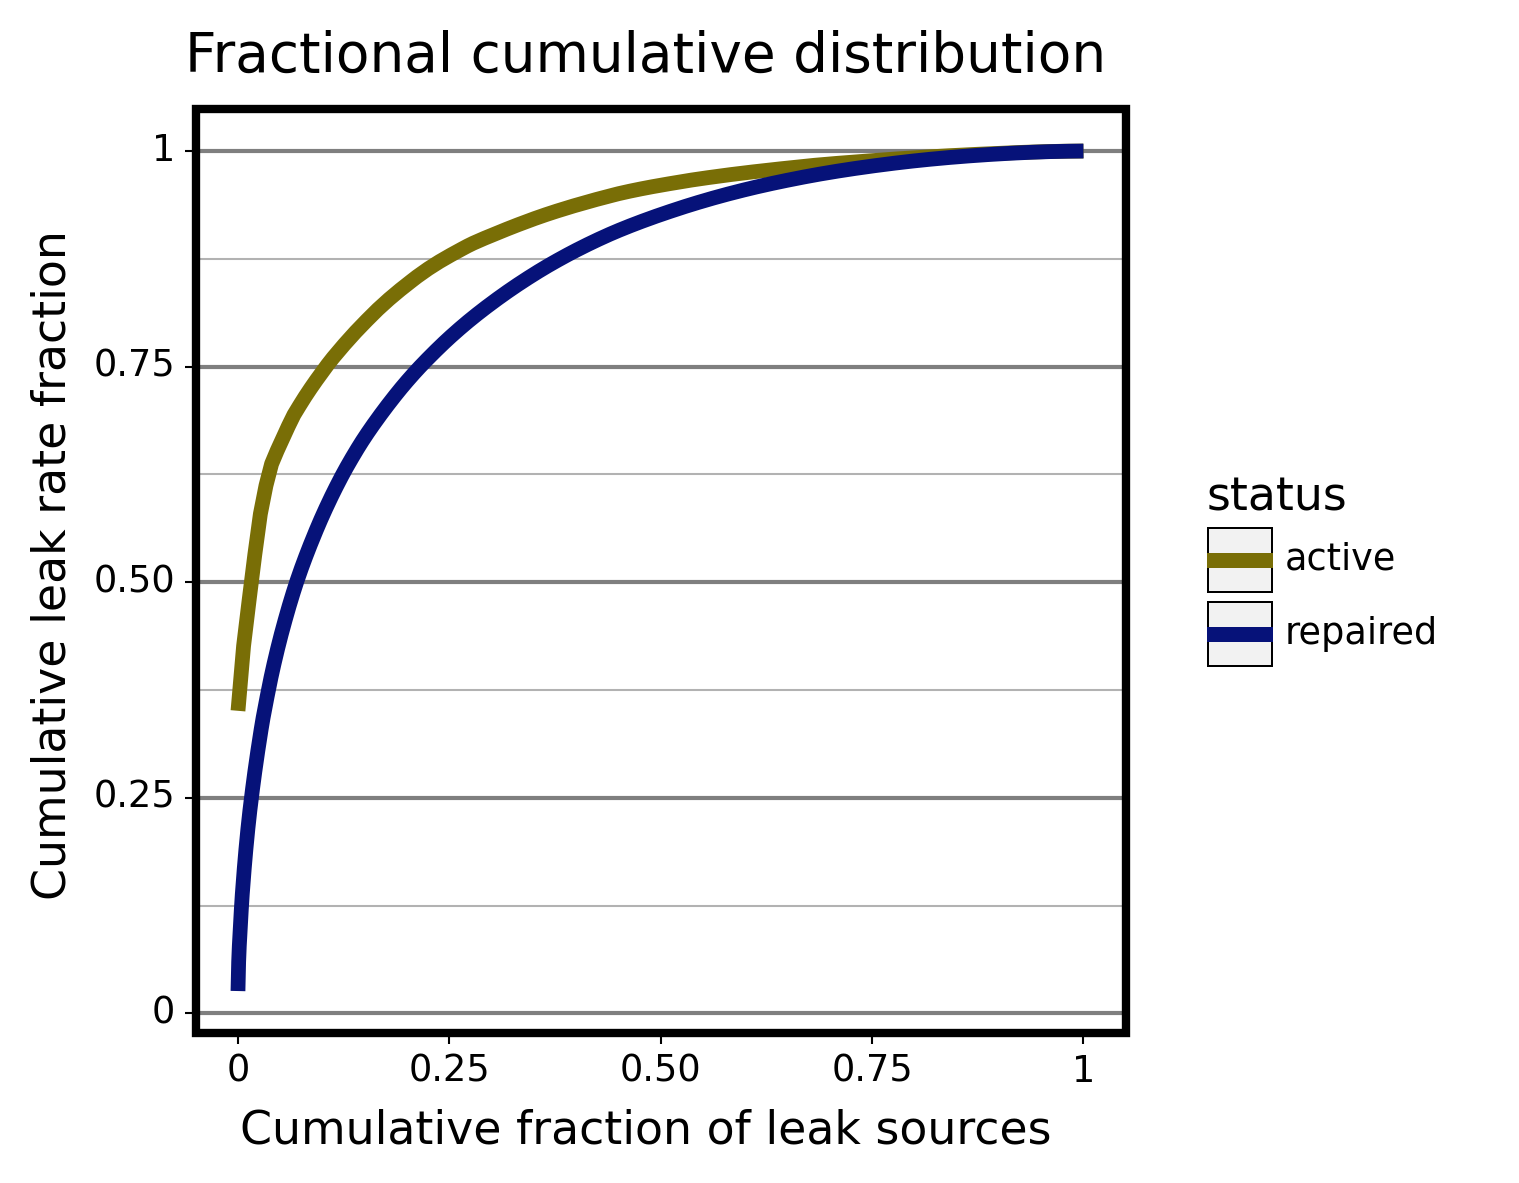 Fractional cumulative distribution
Cumulative leak rate fraction
1
0.75
0.50
0.25
0
0 0.25 0.50 0.75 1
Cumulative fraction of leak sources
status
active
repaired